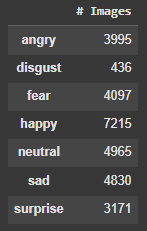 # Images
angry 3995
disgust 436
fear 4097
happy 7215
neutral 4965
sad 4830
surprise 3171